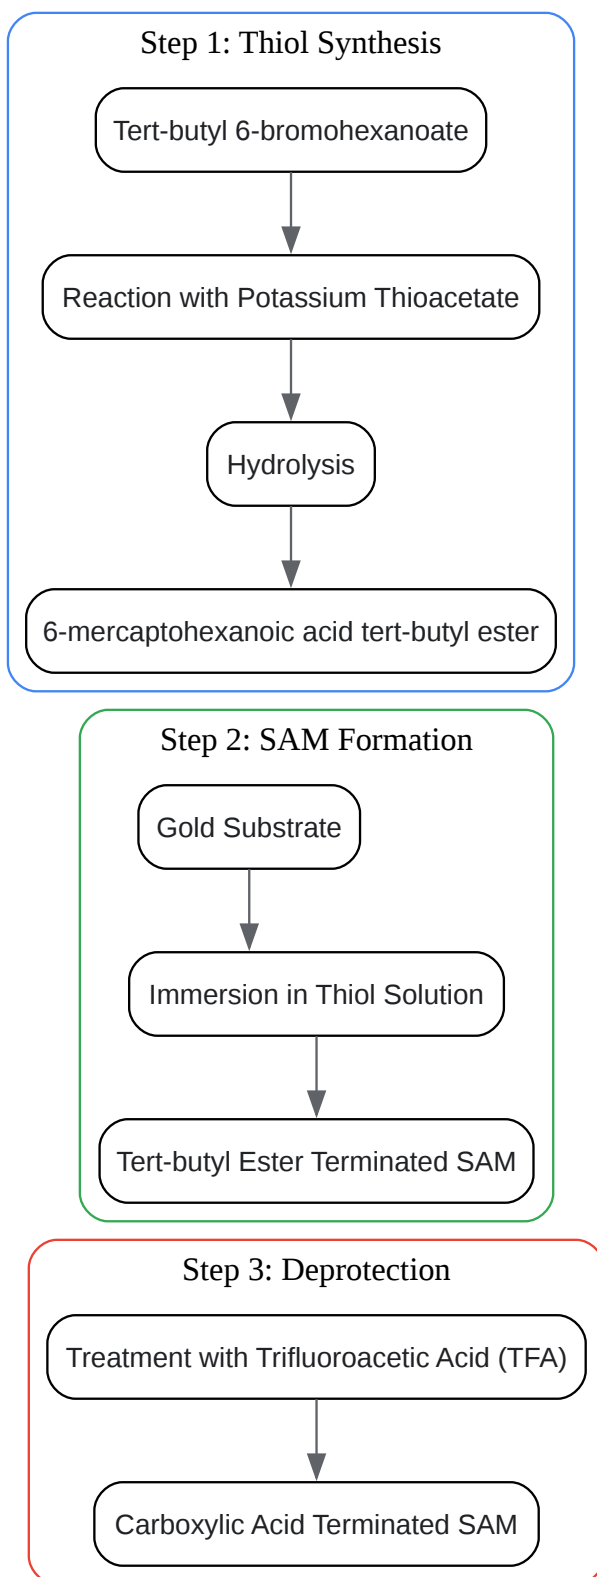 Step 1: Thiol Synthesis
Tert-butyl 6-bromohexanoate
Reaction with Potassium Thioacetate
Hydrolysis
6-mercaptohexanoic acid tert-butyl ester
Step 2: SAM Formation
Gold Substrate
Immersion in Thiol Solution
Tert-butyl Ester Terminated SAM
Step 3: Deprotection
Treatment with Trifluoroacetic Acid (TFA)
Carboxylic Acid Terminated SAM